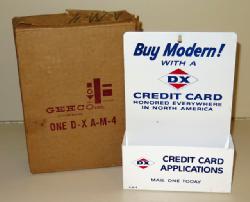 GEHCO
ONE D-X A-M-4
Buy Modern!
WITH A
DX
CREDIT CARD
HONORED EVERYWHERE
IN NORTH AMERICA
DX
CREDIT CARD
APPLICATIONS
MAIL ONE TODAY